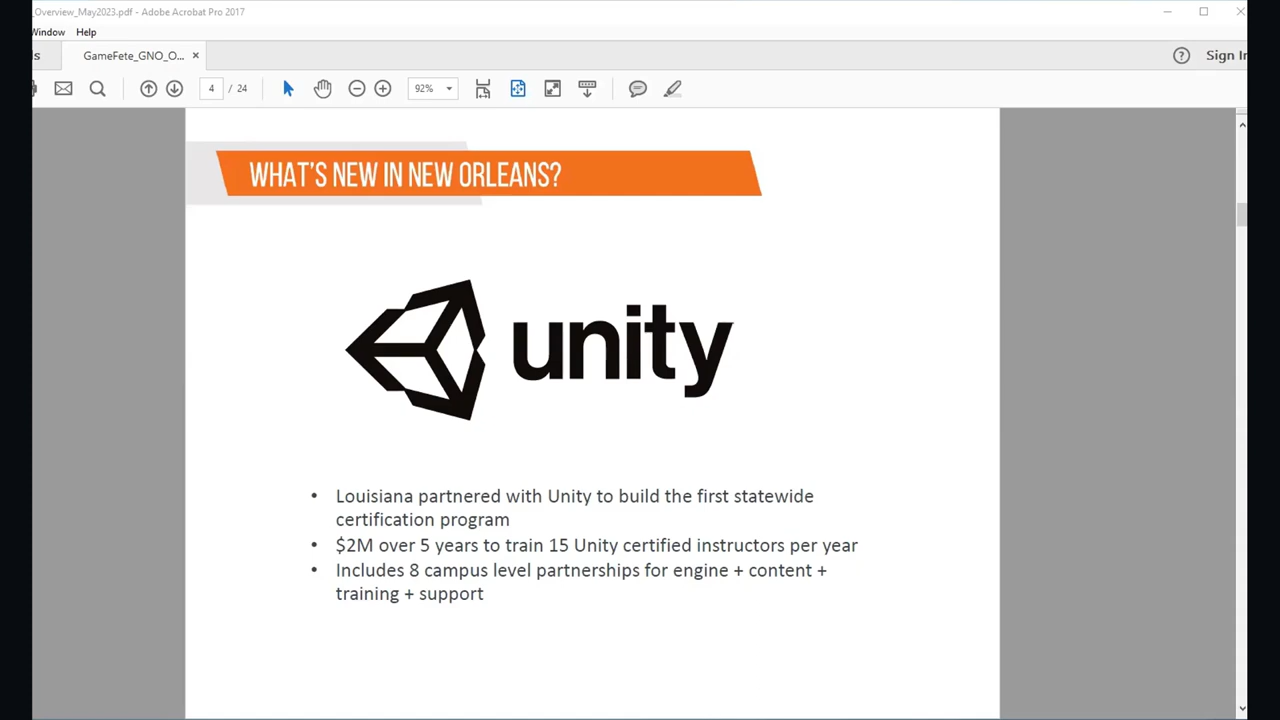 _Overview_May2023.pdf - Adobe Acrobat Pro 2017
Window Help
ls GameFete_GNO_O... × Sign In
4 / 24 92%
WHAT'S NEW IN NEW ORLEANS?
unity
• Louisiana partnered with Unity to build the first statewide
certification program
• $2M over 5 years to train 15 Unity certified instructors per year
• Includes 8 campus level partnerships for engine + content +
training + support